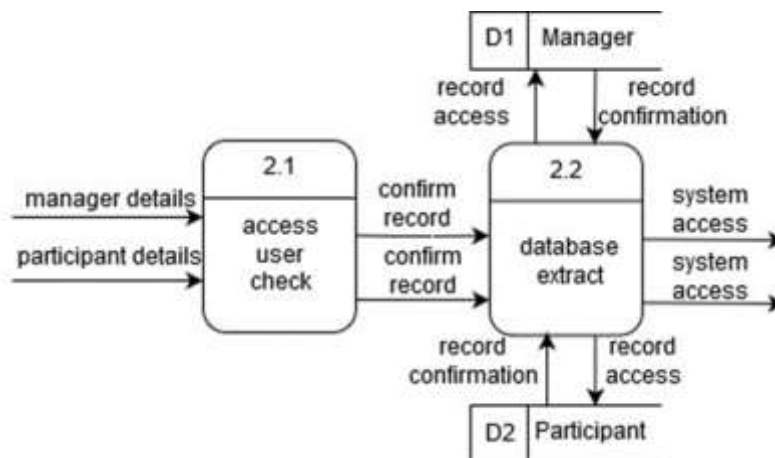 D1 Manager
record
access
record
confirmation
2.1
access
user
check
manager details
participant details
confirm
record
confirm
record
2.2
database
extract
system
access
system
access
record
confirmation
record
access
D2 Participant